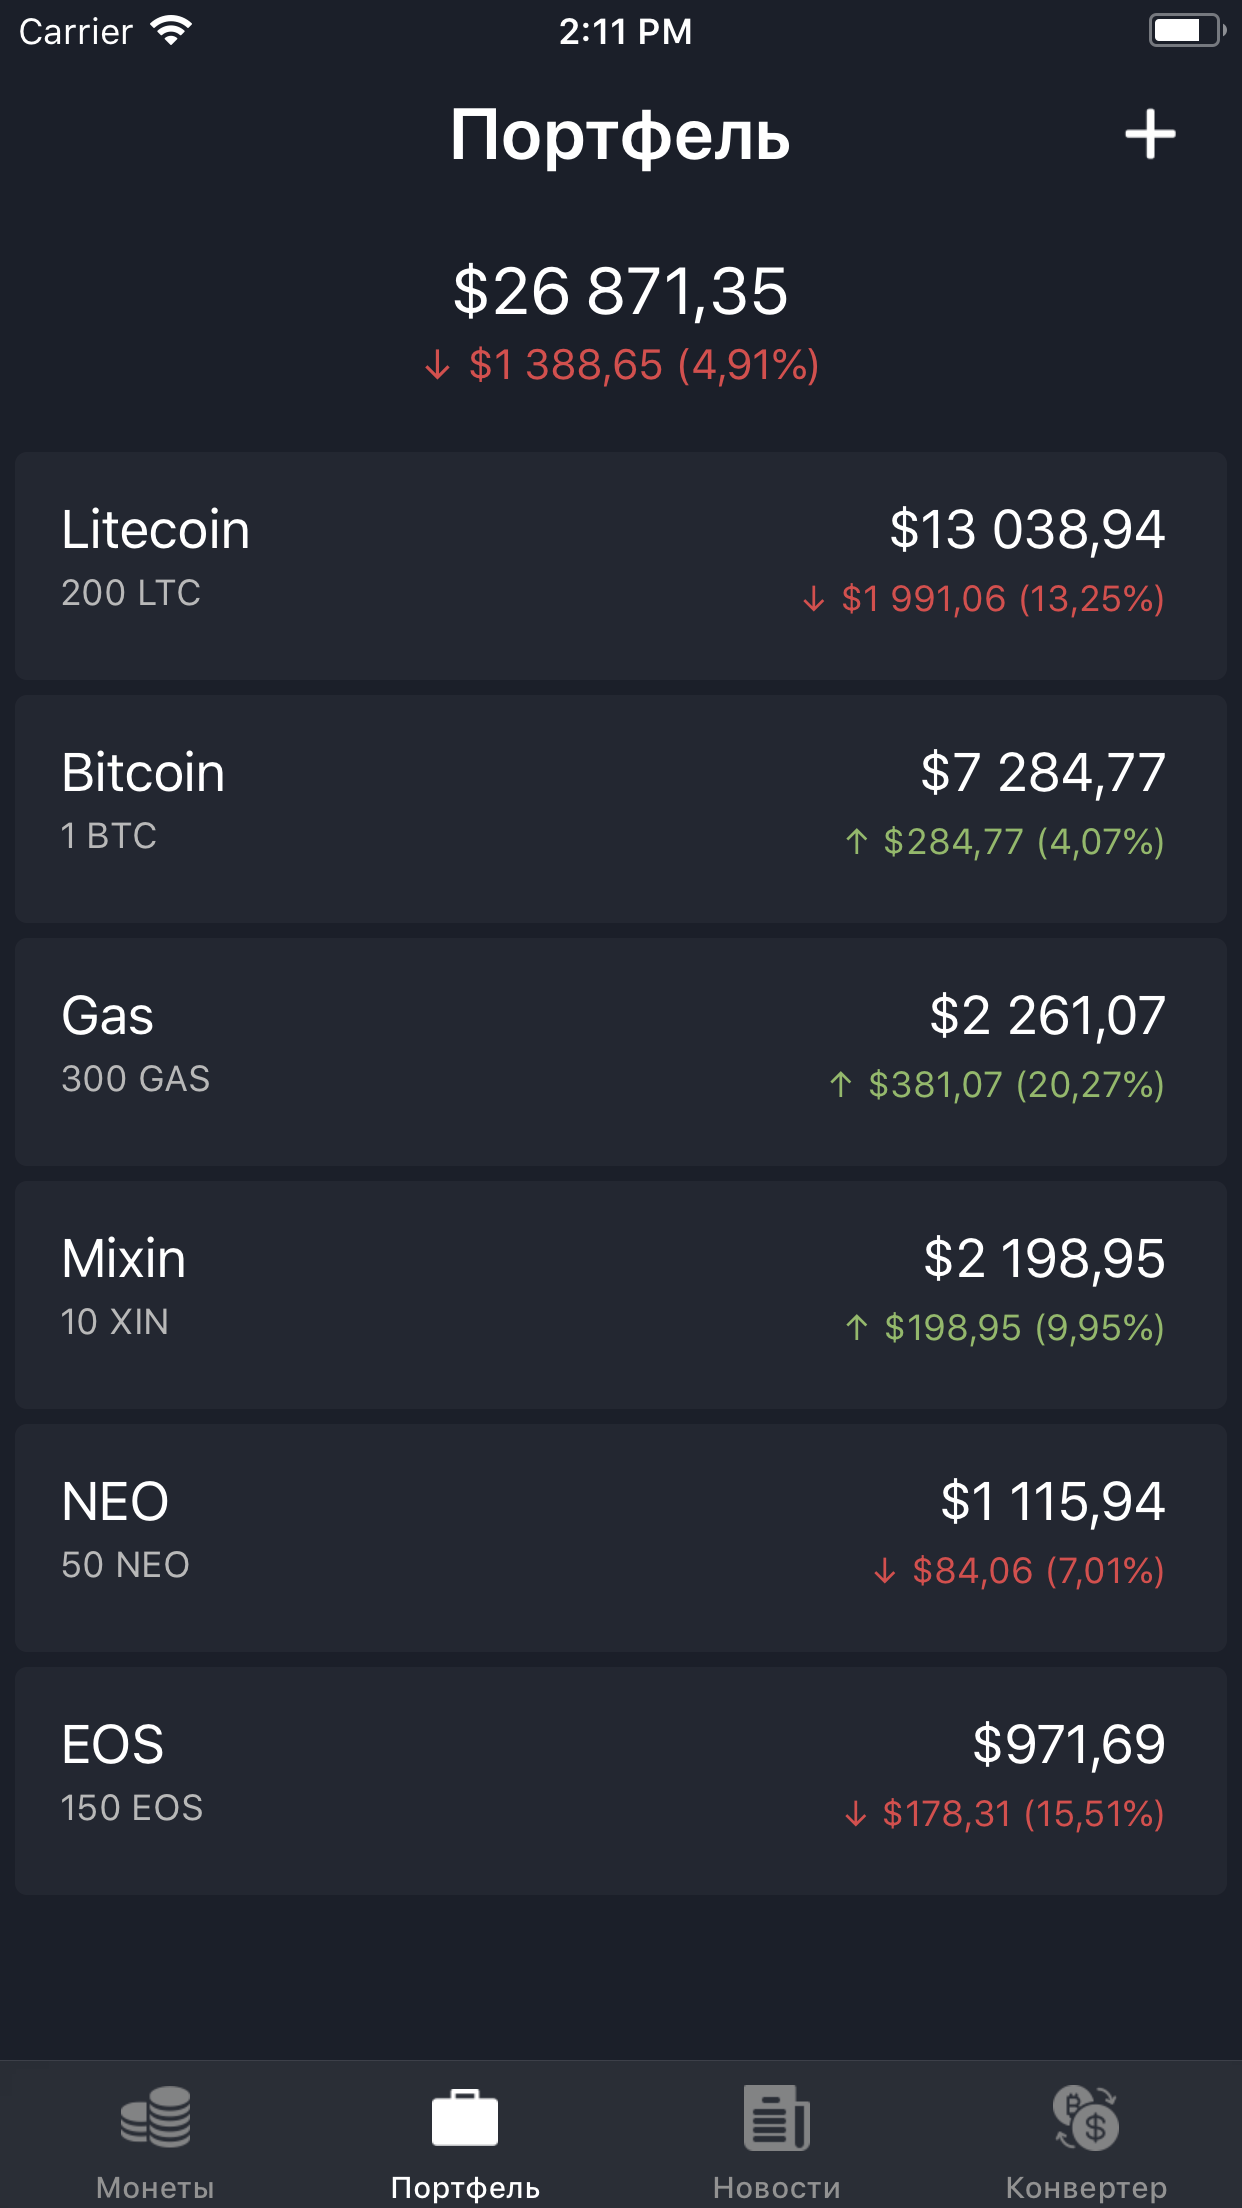 Carrier 2:11 PM
Портфель
$26 871,35
↓ $1 388,65 (4,91%)
Litecoin $13 038,94
200 LTC ↓ $1 991,06 (13,25%)
Bitcoin $7 284,77
1 BTC ↑ $284,77 (4,07%)
Gas $2 261,07
300 GAS ↑ $381,07 (20,27%)
Mixin $2 198,95
10 XIN ↑ $198,95 (9,95%)
NEO $1 115,94
50 NEO ↓ $84,06 (7,01%)
EOS $971,69
150 EOS ↓ $178,31 (15,51%)
Монеты Портфель Новости Конвертер